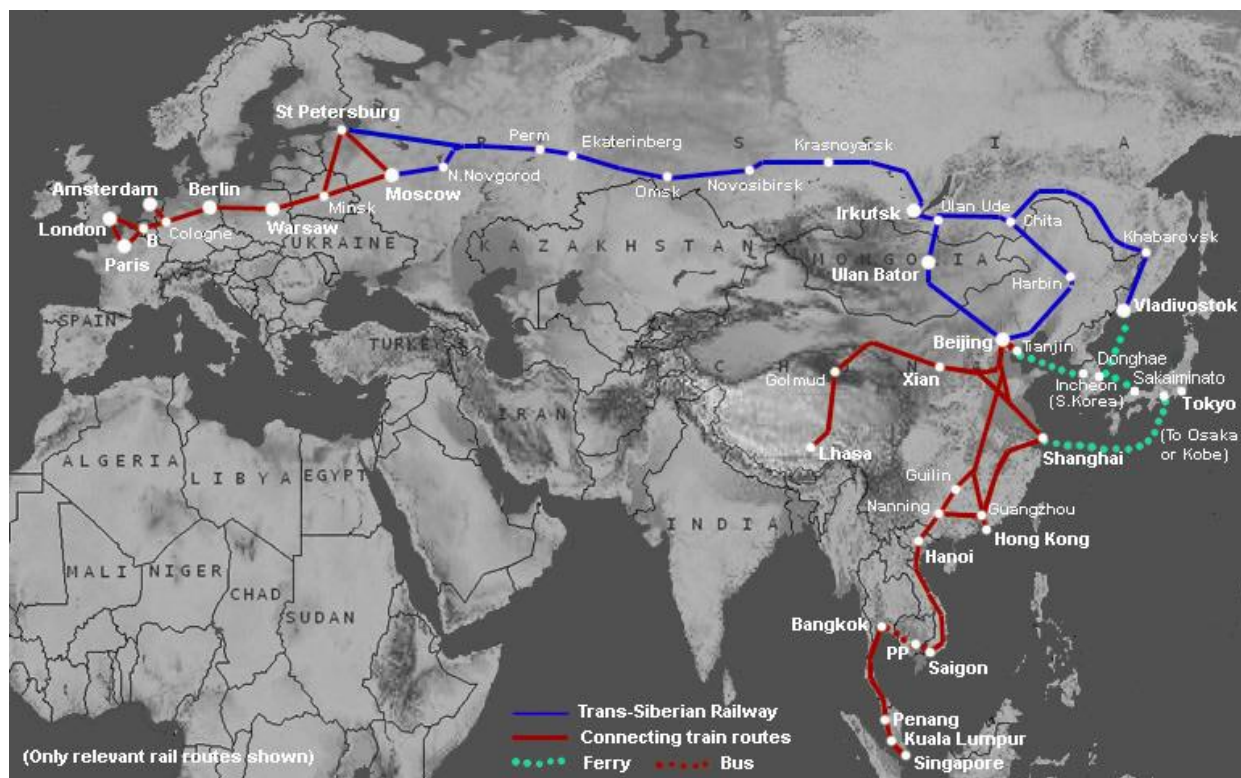 St Petersburg
R U S S I A
Perm
Ekaterinberg
Krasnoyarsk
Moscow
N.Novgorod
Omsk
Novosibirsk
Amsterdam
Berlin
Minsk
Irkutsk
Ulan Ude
Chita
London
B
Cologne
Warsaw
UKRAINE
KAZAKHSTAN
MONGOLIA
Khabarovsk
Paris
Ulan Bator
Harbin
SPAIN
Vladivostok
TURKEY
Beijing
Tianjin
C H I N A
Donghae
Golmud
Xian
Incheon
(S.Korea)
Sakaiminato
Tokyo
IRAN
(To Osaka
or Kobe)
Lhasa
Shanghai
ALGERIA
LIBYA
EGYPT
Guilin
Nanning
Guangzhou
INDIA
Hong Kong
Hanoi
MALI
NIGER
CHAD
SUDAN
Bangkok
PP
Saigon
Trans-Siberian Railway
Penang
Connecting train routes
Kuala Lumpur
(Only relevant rail routes shown)
Ferry
Bus
Singapore